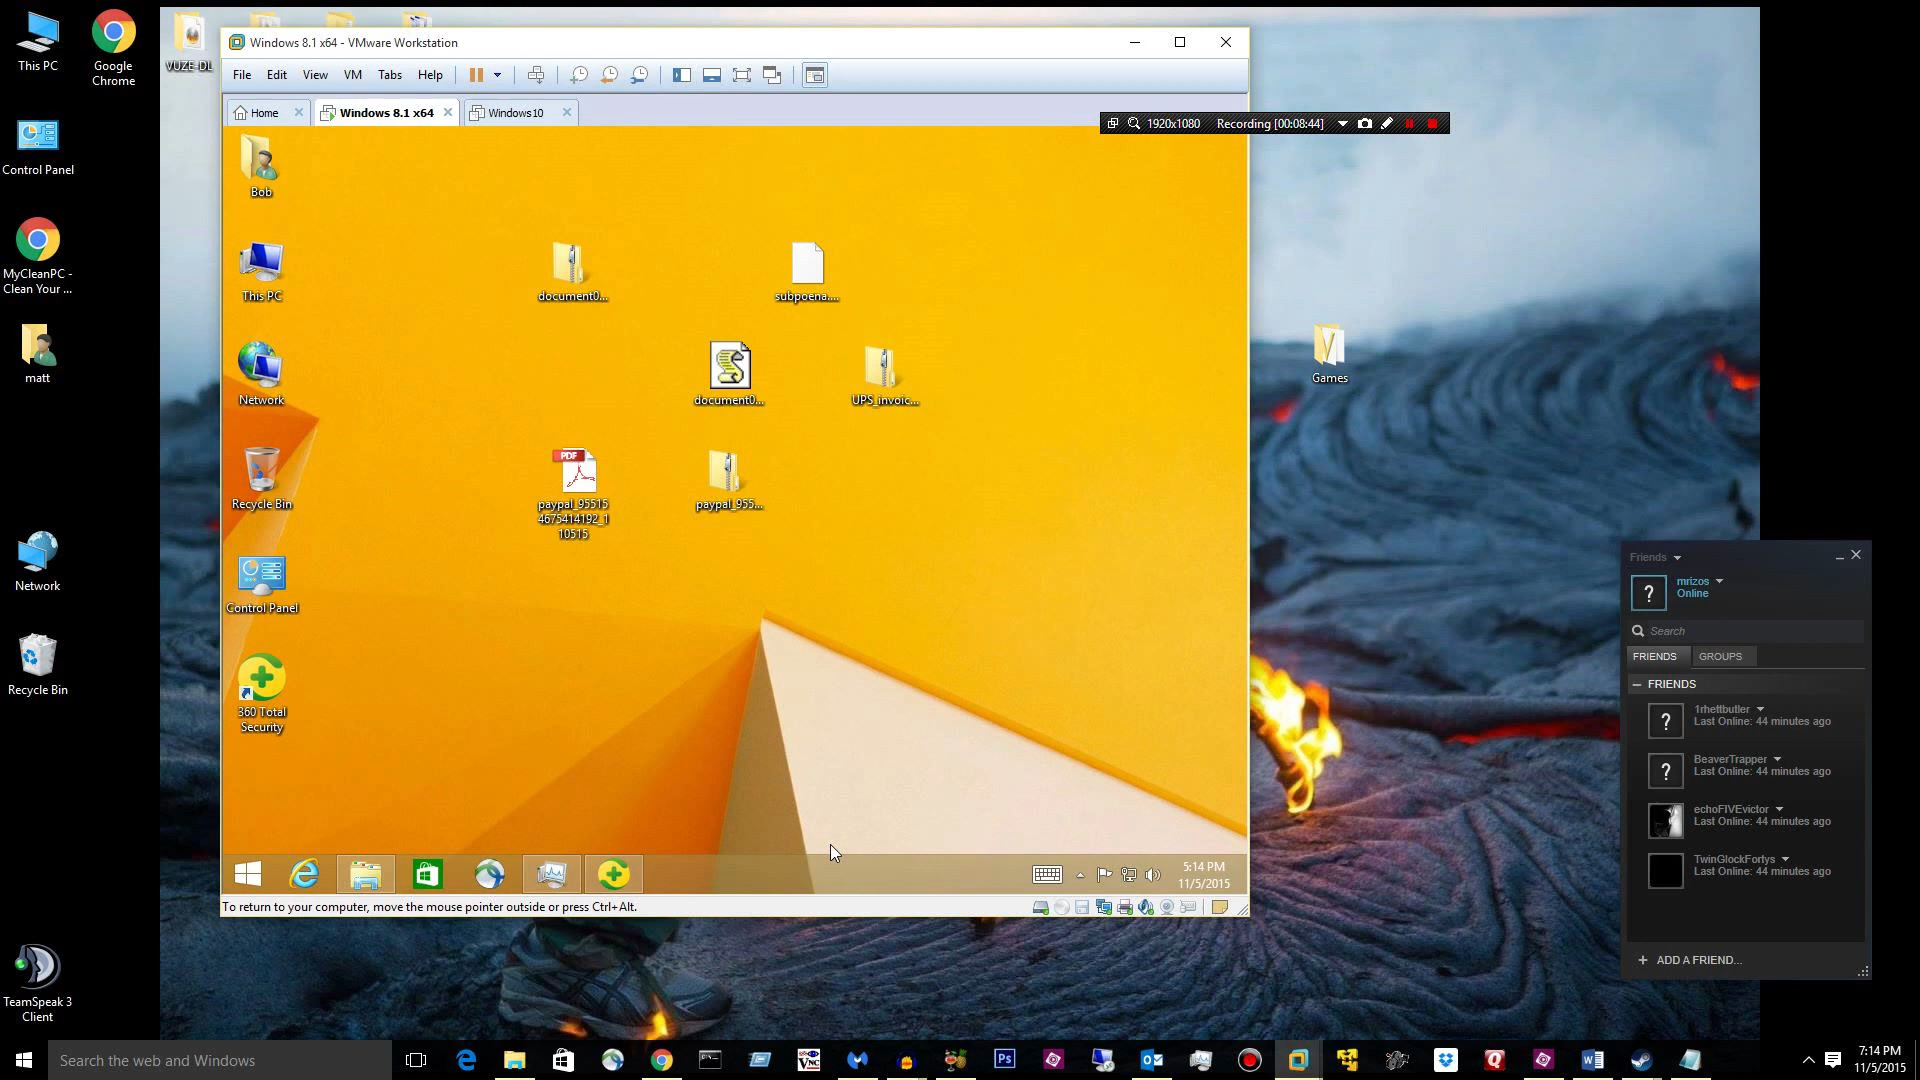 This PC
Google
Chrome
Control Panel
MyCleanPC -
Clean Your ...
matt
Network
Recycle Bin
TeamSpeak 3
Client
VUZE-DL
Windows 8.1 x64 - VMware Workstation
File Edit View VM Tabs Help
Home Windows 8.1 x64 Windows10
1920x1080 Recording [00:08:44]
Bob
This PC
Network
Recycle Bin
Control Panel
360 Total
Security
document0...
subpoena....
document0...
UPS_invoic...
PDF
paypal_95515
4675414192_1
10515
paypal_955...
5:14 PM
11/5/2015
To return to your computer, move the mouse pointer outside or press Ctrl+Alt.
Games
Friends
mrizos
Online
Search
FRIENDS GROUPS
FRIENDS
1rhettbutler
Last Online: 44 minutes ago
BeaverTrapper
Last Online: 44 minutes ago
echoFIVEvictor
Last Online: 44 minutes ago
TwinGlockFortys
Last Online: 44 minutes ago
+ ADD A FRIEND...
Search the web and Windows
VNC
Ps
7:14 PM
11/5/2015